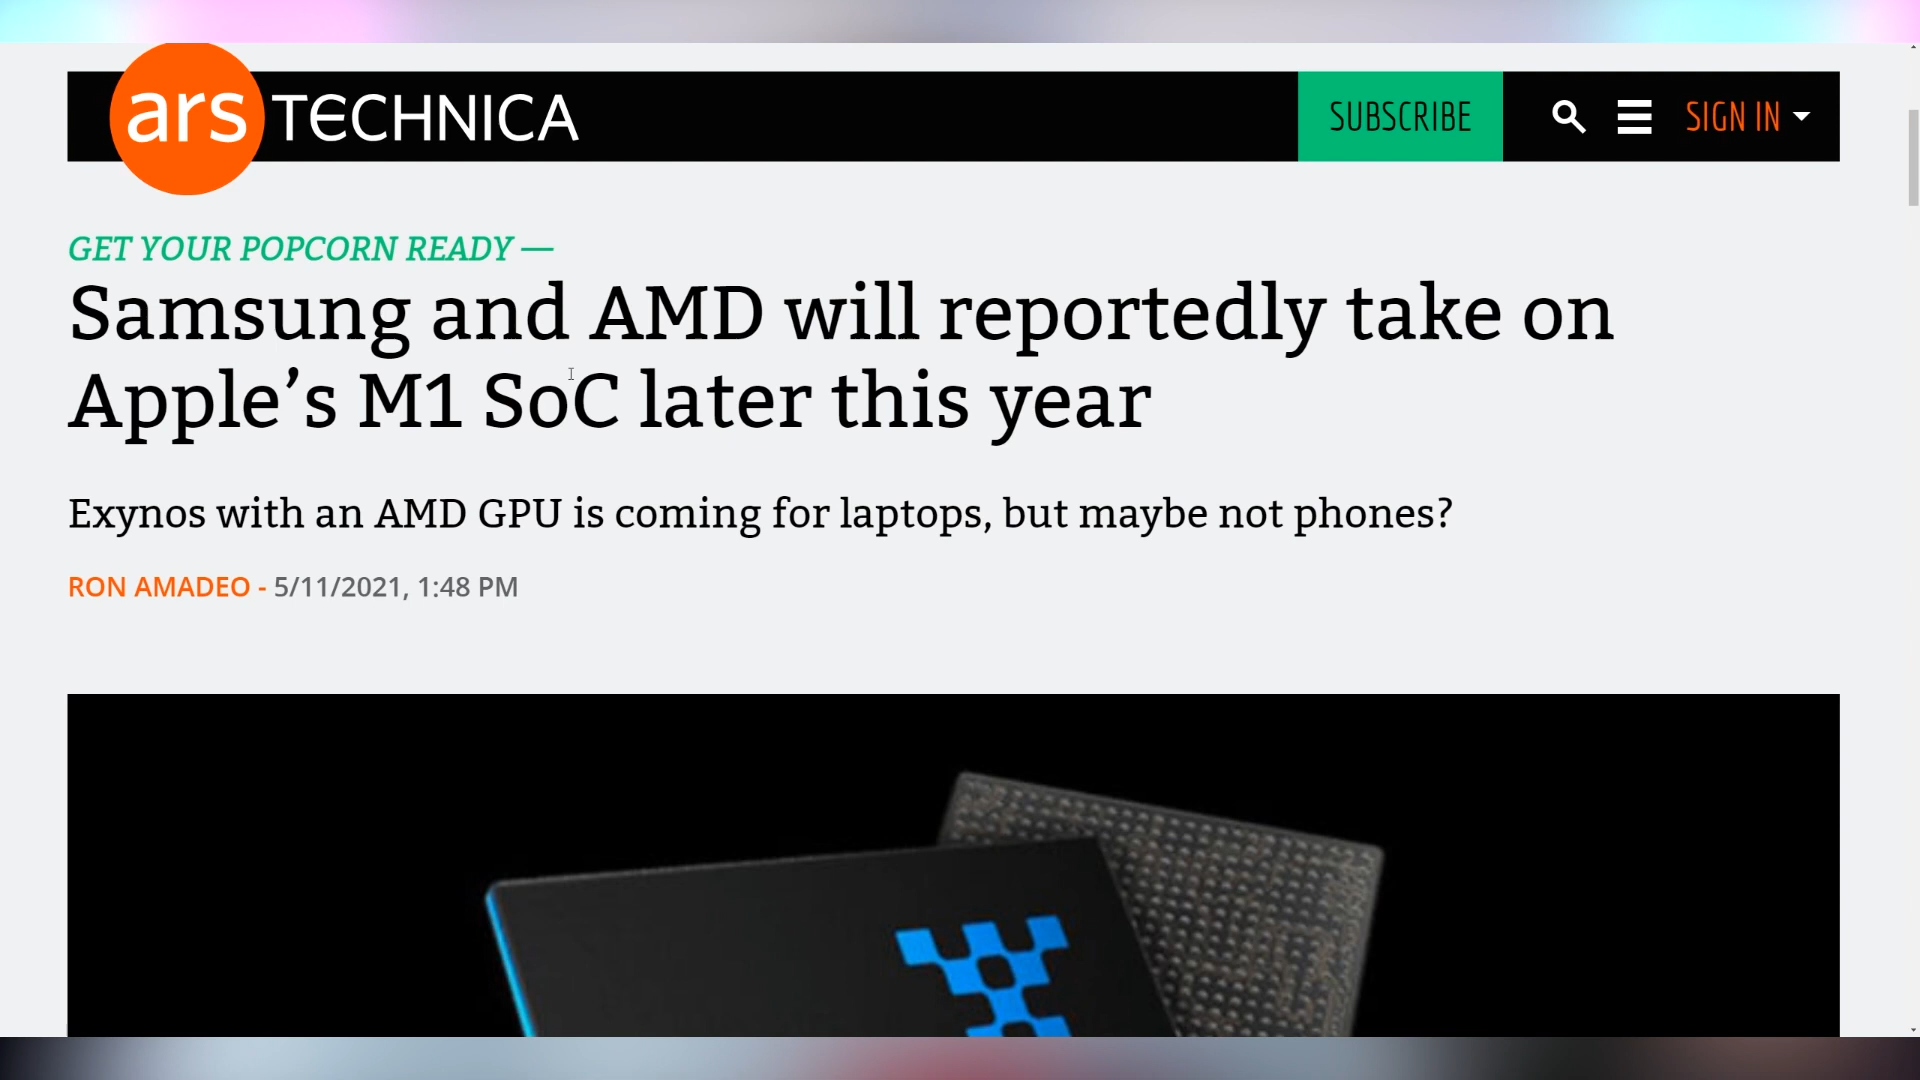 ars TECHNICA
SUBSCRIBE
SIGN IN
GET YOUR POPCORN READY —
Samsung and AMD will reportedly take on
Apple’s M1 SoC later this year
Exynos with an AMD GPU is coming for laptops, but maybe not phones?
RON AMADEO - 5/11/2021, 1:48 PM